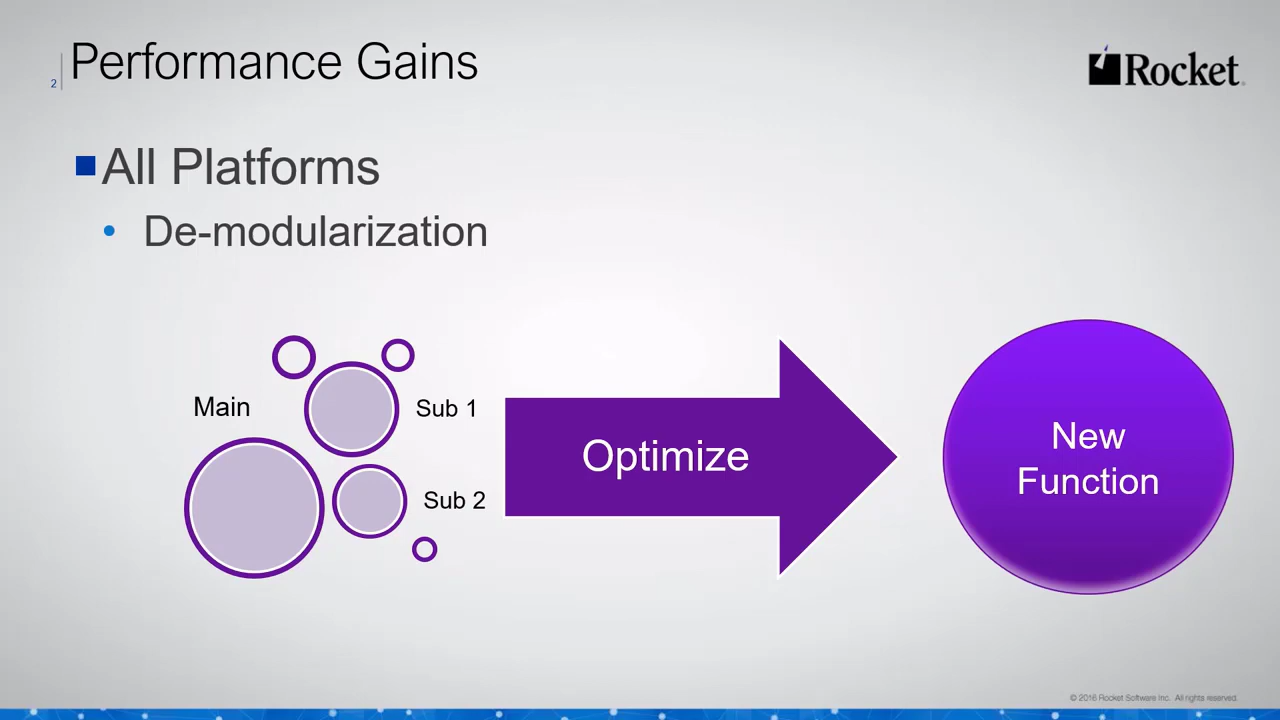 Performance Gains
2
Rocket
All Platforms
• De-modularization
Main
Sub 1
Optimize
New
Function
Sub 2
© 2016 Rocket Software Inc. All rights reserved.